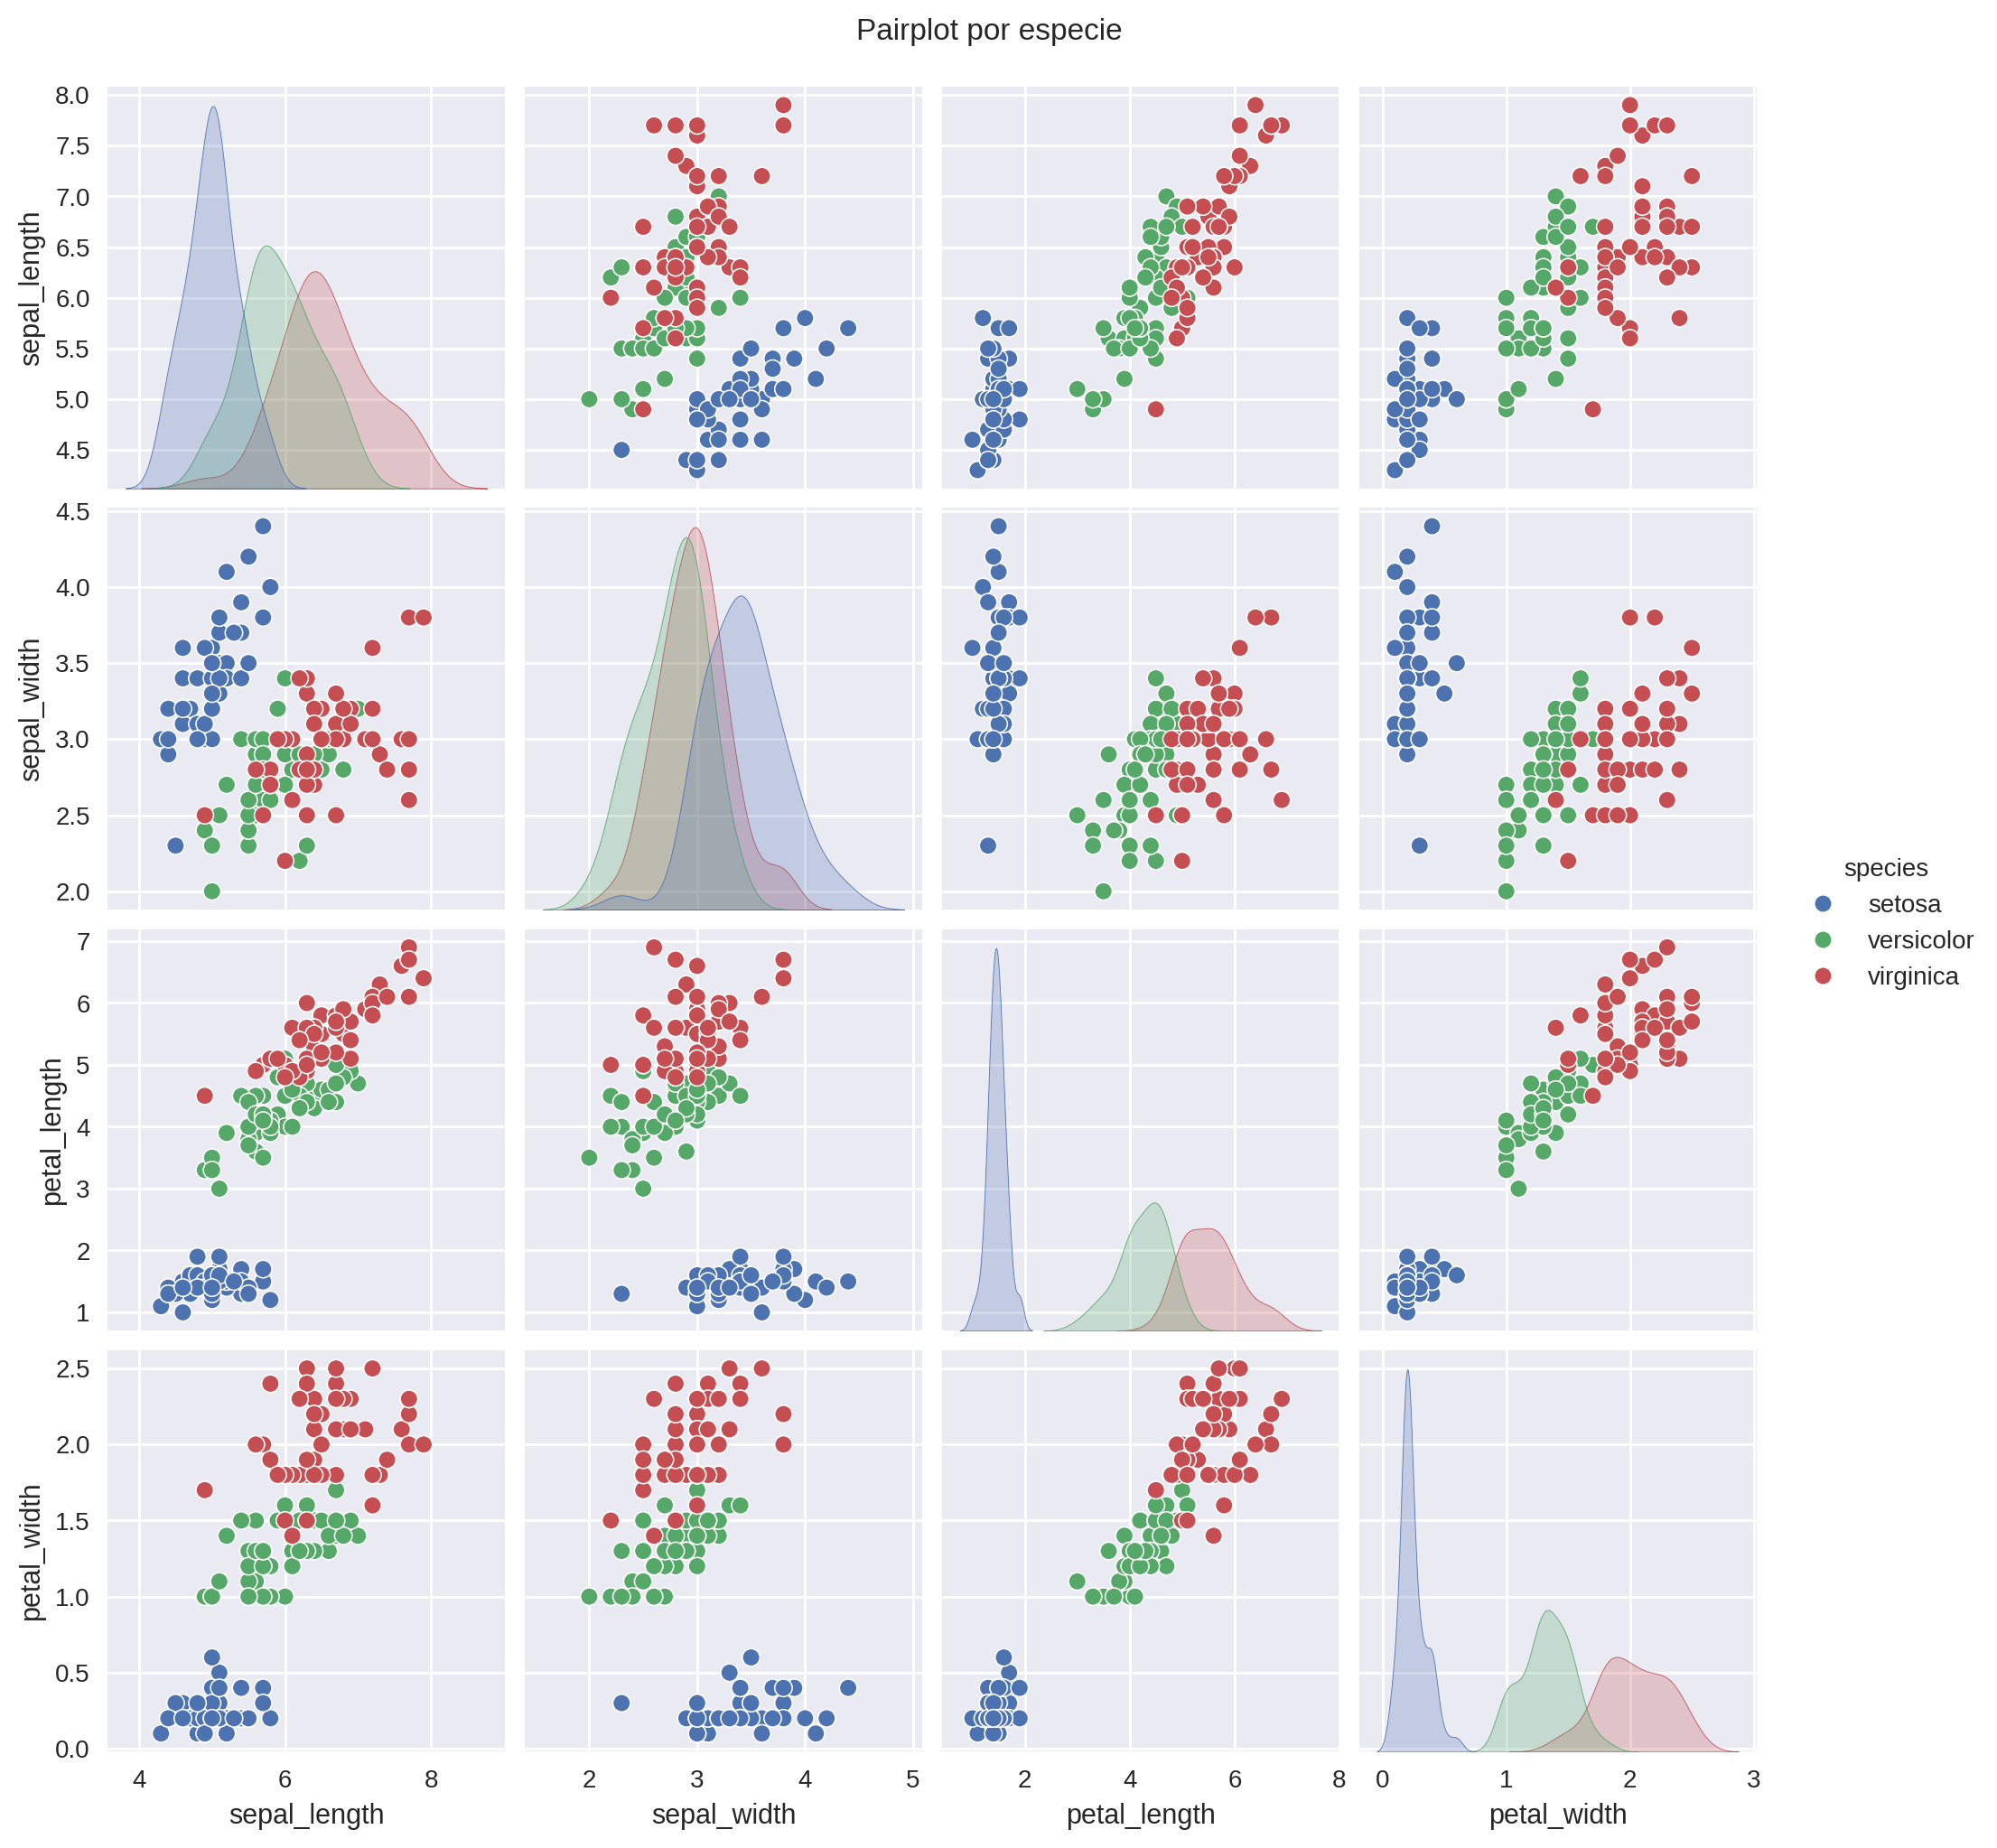 Pairplot por especie
8.0
7.5
7.0
6.5
6.0
5.5
5.0
4.5
sepal_length
4.5
4.0
3.5
3.0
2.5
2.0
sepal_width
7
6
5
4
3
2
1
petal_length
2.5
2.0
1.5
1.0
0.5
0.0
petal_width
4 6 8
sepal_length
2 3 4 5
sepal_width
2 4 6 8
petal_length
0 1 2 3
petal_width
species
setosa
versicolor
virginica